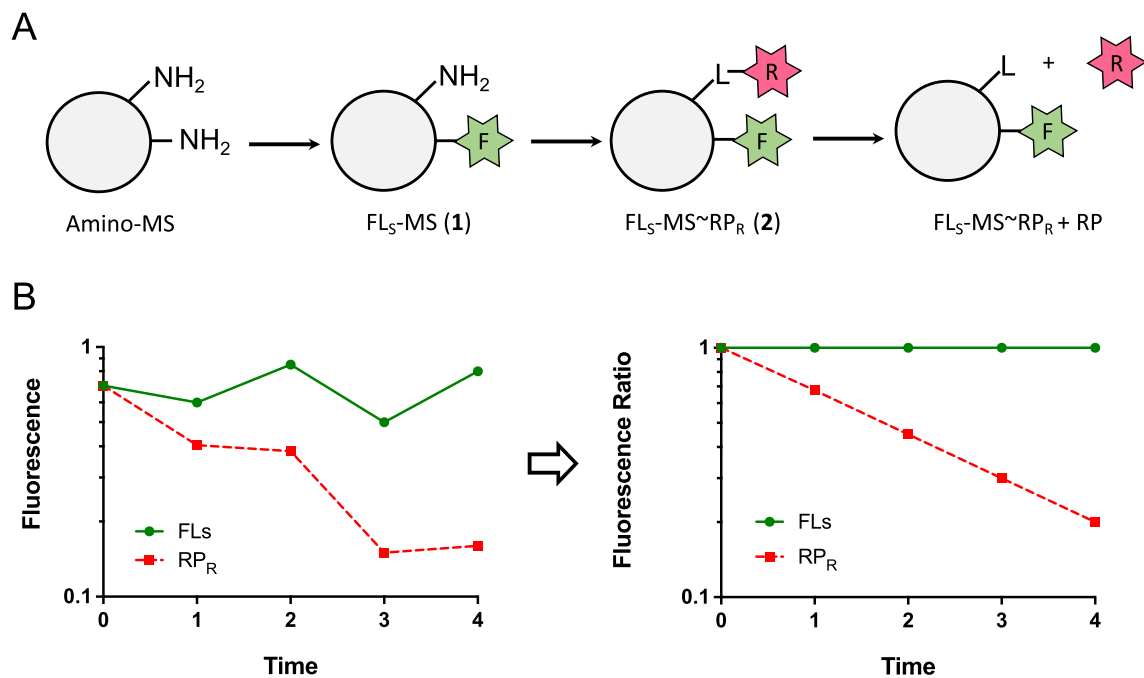 A
NH₂
NH₂
Amino-MS
NH₂
F
FLₛ-MS (1)
L
R
F
FLₛ-MS~RPᵣ (2)
L + R
F
FLₛ-MS~RPᵣ + RP
B
Fluorescence
1
0.1
FLs
RPᵣ
0 1 2 3 4
Time
Fluorescence Ratio
1
0.1
FLs
RPᵣ
0 1 2 3 4
Time